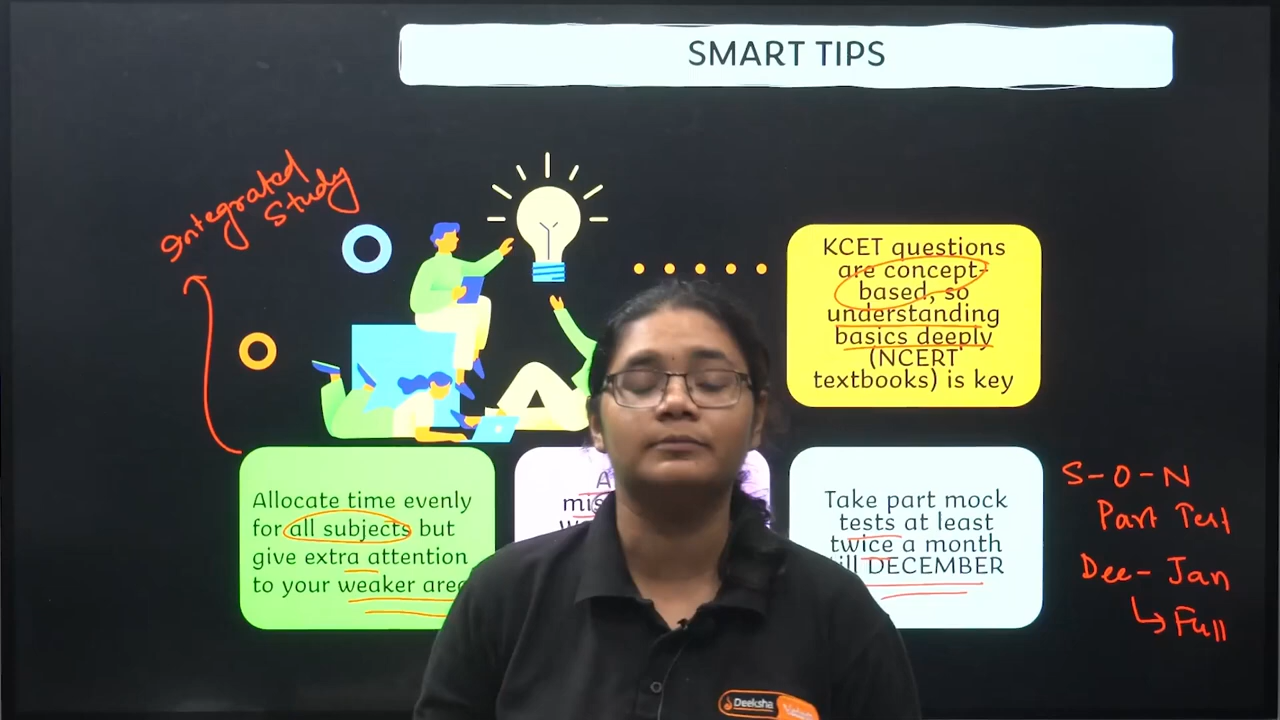 SMART TIPS
Integrated
Study
KCET questions
are concept-
based, so
understanding
basics deeply
(NCERT
textbooks) is key
Allocate time evenly
for all subjects but
give extra attention
to your weaker area
A
mis
Take part mock
tests at least
twice a month
till DECEMBER
S-O-N
Part Test
Dec-Jan
Full
Deeksha